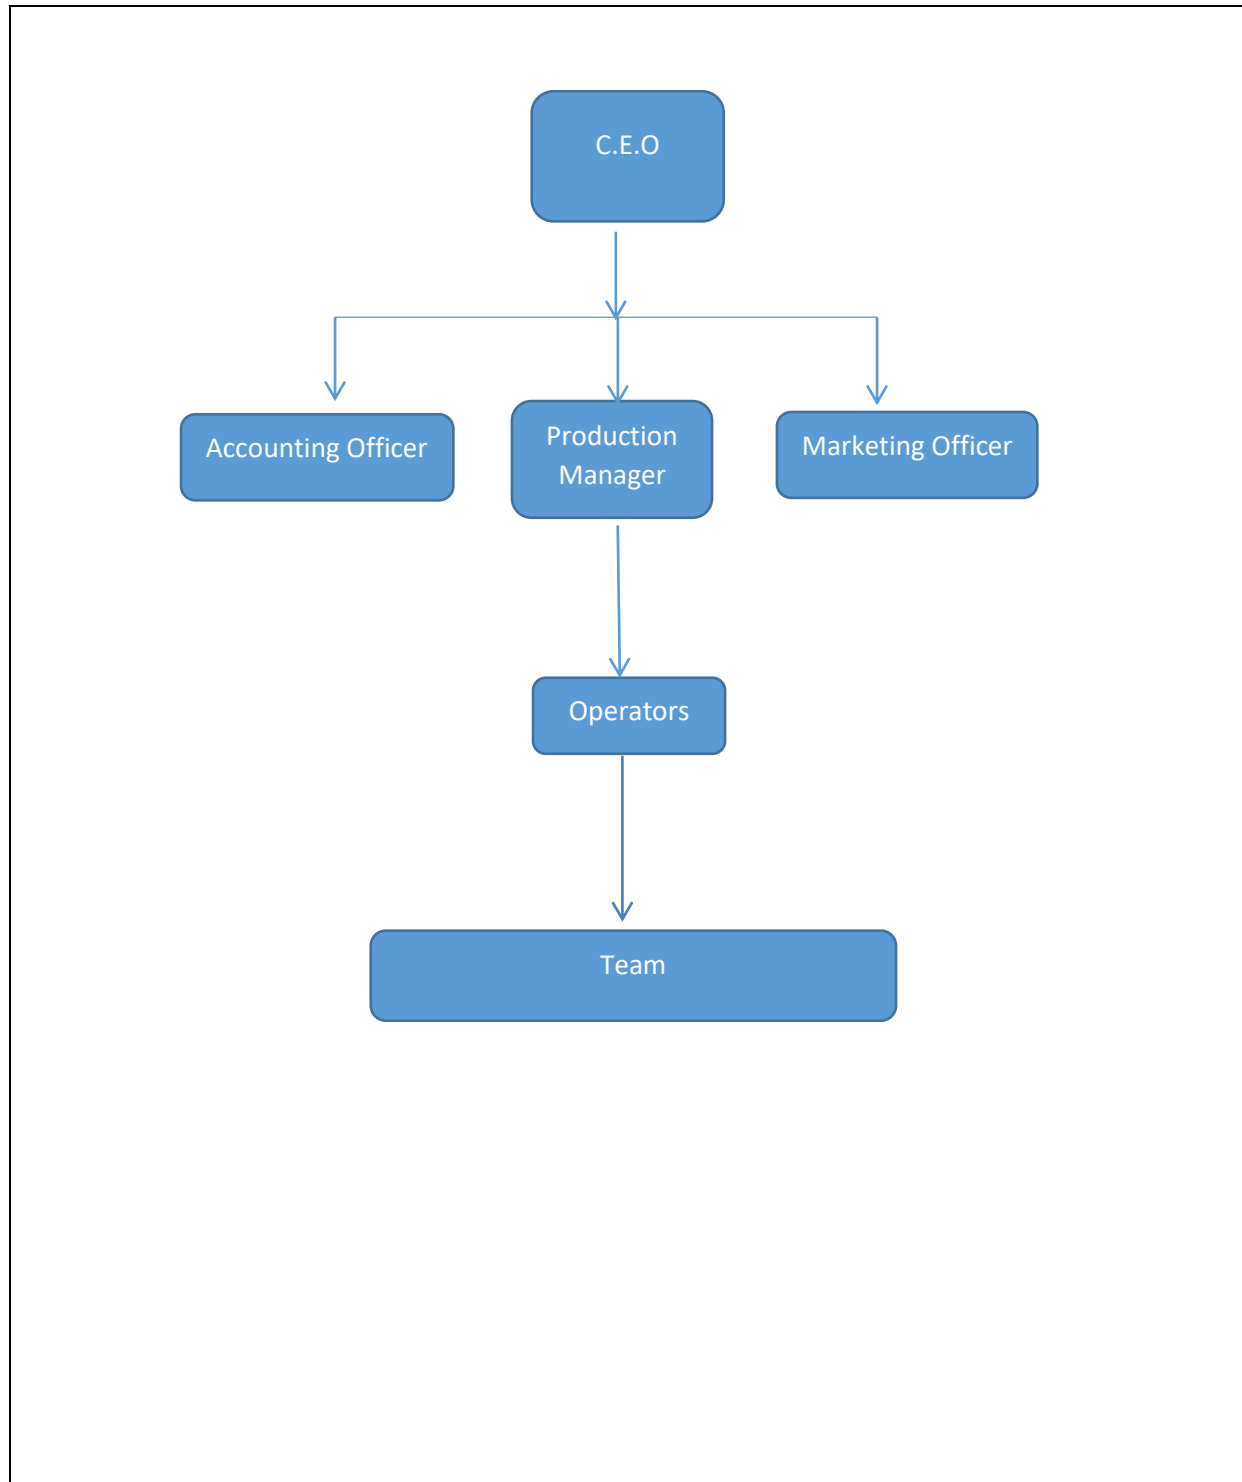 C.E.O
Accounting Officer
Production
Manager
Marketing Officer
Operators
Team